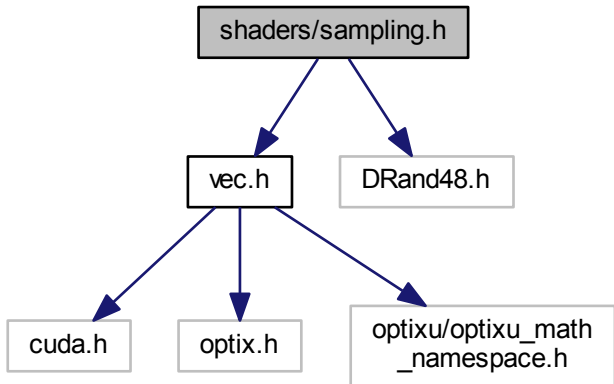 shaders/sampling.h
vec.h
DRand48.h
cuda.h
optix.h
optixu/optixu_math
_namespace.h